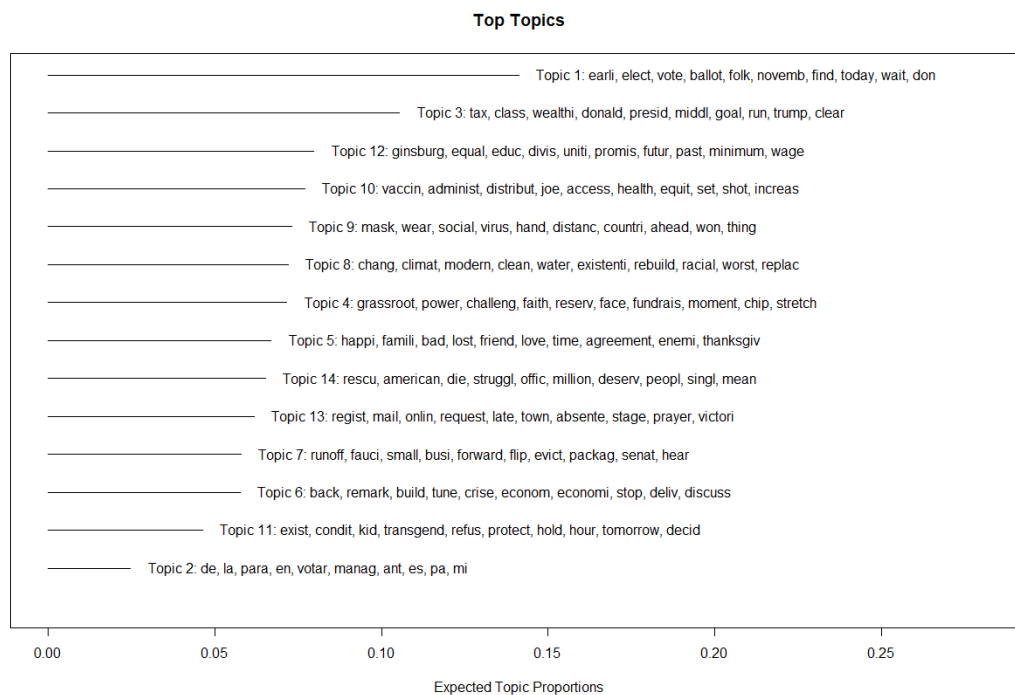 Top Topics
Topic 1: earli, elect, vote, ballot, folk, novemb, find, today, wait, don
Topic 3: tax, class, wealthi, donald, presid, middl, goal, run, trump, clear
Topic 12: ginsburg, equal, educ, divis, uniti, promis, futur, past, minimum, wage
Topic 10: vaccin, administ, distribut, joe, access, health, equit, set, shot, increas
Topic 9: mask, wear, social, virus, hand, distanc, countri, ahead, won, thing
Topic 8: chang, climat, modern, clean, water, existenti, rebuild, racial, worst, replac
Topic 4: grassroot, power, challeng, faith, reserv, face, fundrais, moment, chip, stretch
Topic 5: happi, famili, bad, lost, friend, love, time, agreement, enemi, thanksgiv
Topic 14: rescu, american, die, struggl, offic, million, deserv, peopl, singl, mean
Topic 13: regist, mail, onlin, request, late, town, absente, stage, prayer, victori
Topic 7: runoff, fauci, small, busi, forward, flip, evict, packag, senat, hear
Topic 6: back, remark, build, tune, crise, econom, economi, stop, deliv, discuss
Topic 11: exist, condit, kid, transgend, refus, protect, hold, hour, tomorrow, decid
Topic 2: de, la, para, en, votar, manag, ant, es, pa, mi
0.00 0.05 0.10 0.15 0.20 0.25
Expected Topic Proportions